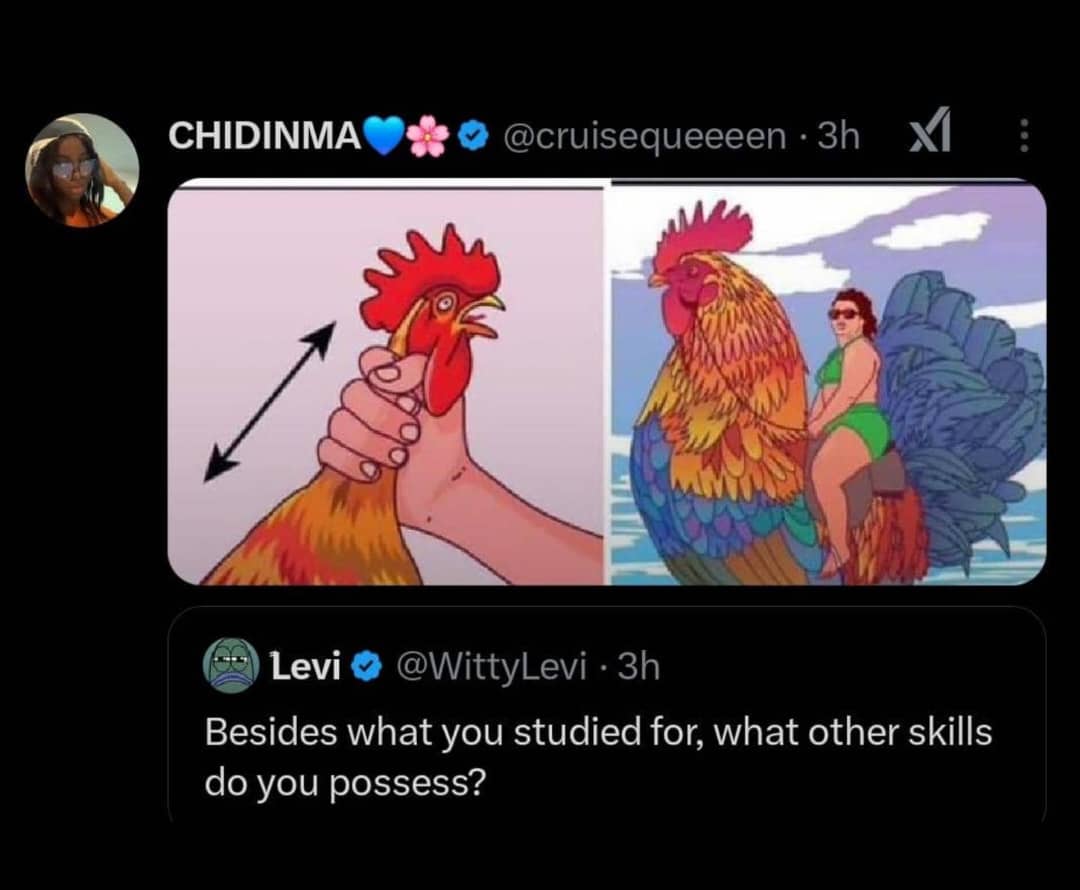 CHIDINMA💙🌸 @cruisequeeeen · 3h
Levi @WittyLevi · 3h
Besides what you studied for, what other skills
do you possess?